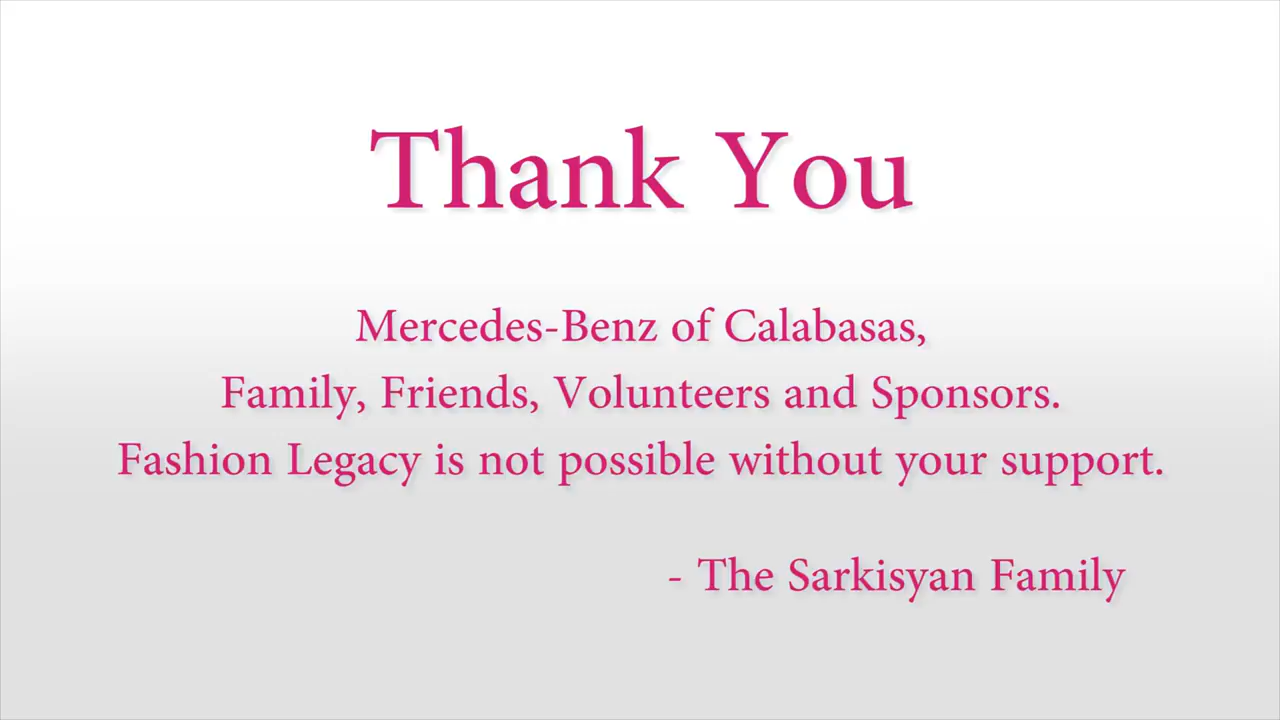 Thank You
Mercedes-Benz of Calabasas,
Family, Friends, Volunteers and Sponsors.
Fashion Legacy is not possible without your support.
- The Sarkisyan Family